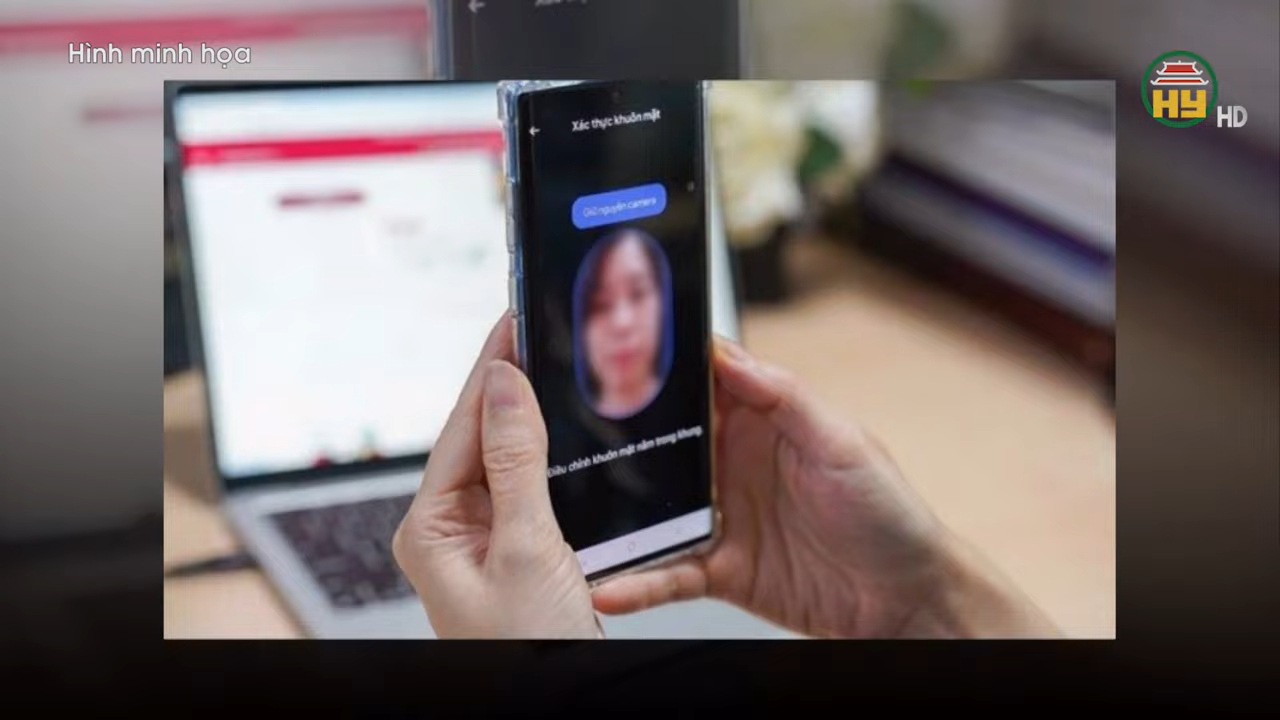 Hình minh họa
HY HD
Xác thực khuôn mặt
Giữ nguyên camera
Điều chỉnh khuôn mặt nằm trong khung.